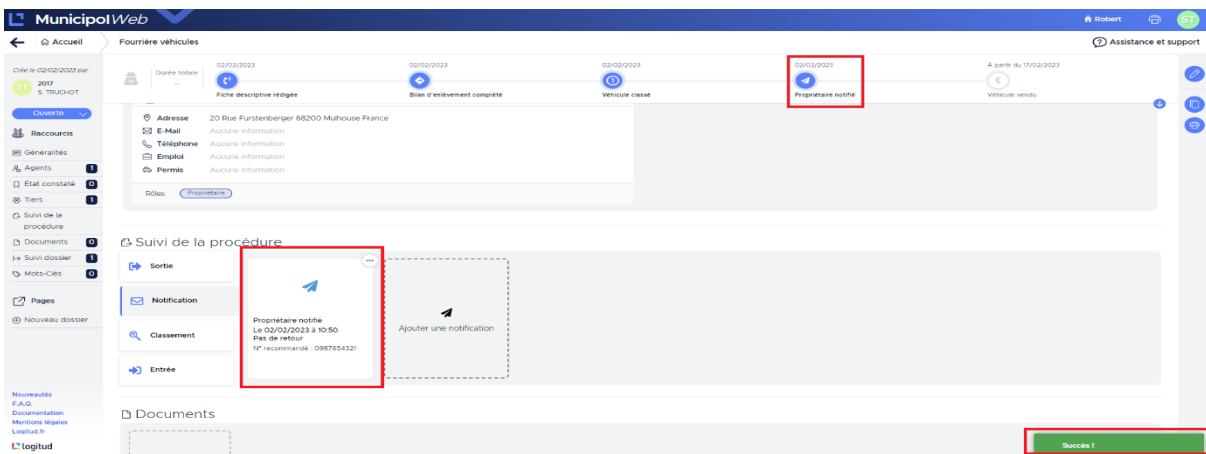 MunicipolWeb
Robert
ST
Accueil
Fourrière véhicules
Assistance et support
Crée le 02/02/2023 par
ST
2017
S. TRUCHOT
Ouverte
Raccourcis
Généralités
Agents 1
État constaté 0
Tiers 1
Suivi de la
procédure
Documents 0
Suivi dossier 1
Mots-Clés 0
Pages
Nouveau dossier
Nouveautés
F.A.Q.
Documentation
Mentions légales
Logitud.fr
logitud
Durée totale
...
02/02/2023
Fiche descriptive rédigée
02/02/2023
Bilan d'enlèvement complété
02/02/2023
1
Véhicule classé
02/02/2023
Propriétaire notifié
À partir du 17/02/2023
€
Véhicule vendu
Adresse 20 Rue Furstenberger 68200 Mulhouse France
E-Mail Aucune information
Téléphone Aucune information
Emploi Aucune information
Permis Aucune information
Rôles: Propriétaire
Suivi de la procédure
Sortie
Notification
Classement
Entrée
Propriétaire notifié
Le 02/02/2023 à 10:50
Pas de retour
N° recommandé : 0987654321
Ajouter une notification
Documents
Succès !